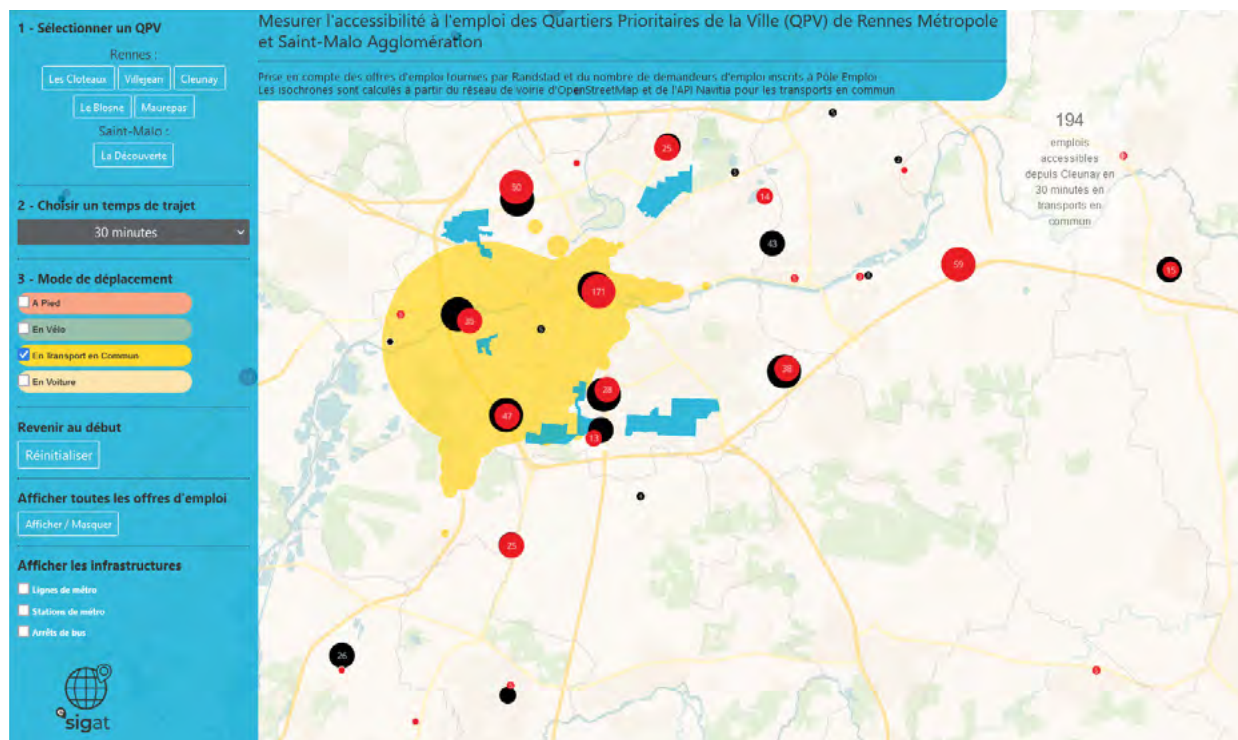 1 - Sélectionner un QPV
Rennes :
Les Cloteaux Villejean Cleunay
Le Blosne Maurepas
Saint-Malo :
La Découverte
2 - Choisir un temps de trajet
30 minutes
3 - Mode de déplacement
A Pied
En Vélo
En Transport en Commun
En Voiture
Revenir au début
Réinitialiser
Afficher toutes les offres d'emploi
Afficher / Masquer
Afficher les infrastructures
Lignes de métro
Stations de métro
Arrêts de bus
sigat
Mesurer l'accessibilité à l'emploi des Quartiers Prioritaires de la Ville (QPV) de Rennes Métropole
et Saint-Malo Agglomération
Prise en compte des offres d'emploi fournies par Randstad et du nombre de demandeurs d'emploi inscrits à Pôle Emploi
Les isochrones sont calculés à partir du réseau de voirie d'OpenStreetMap et de l'API Navitia pour les transports en commun
194
emplois
accessibles
depuis Cleunay en
30 minutes en
transports en
commun
25
50
14
43
59
15
171
35
38
28
47
13
25
26